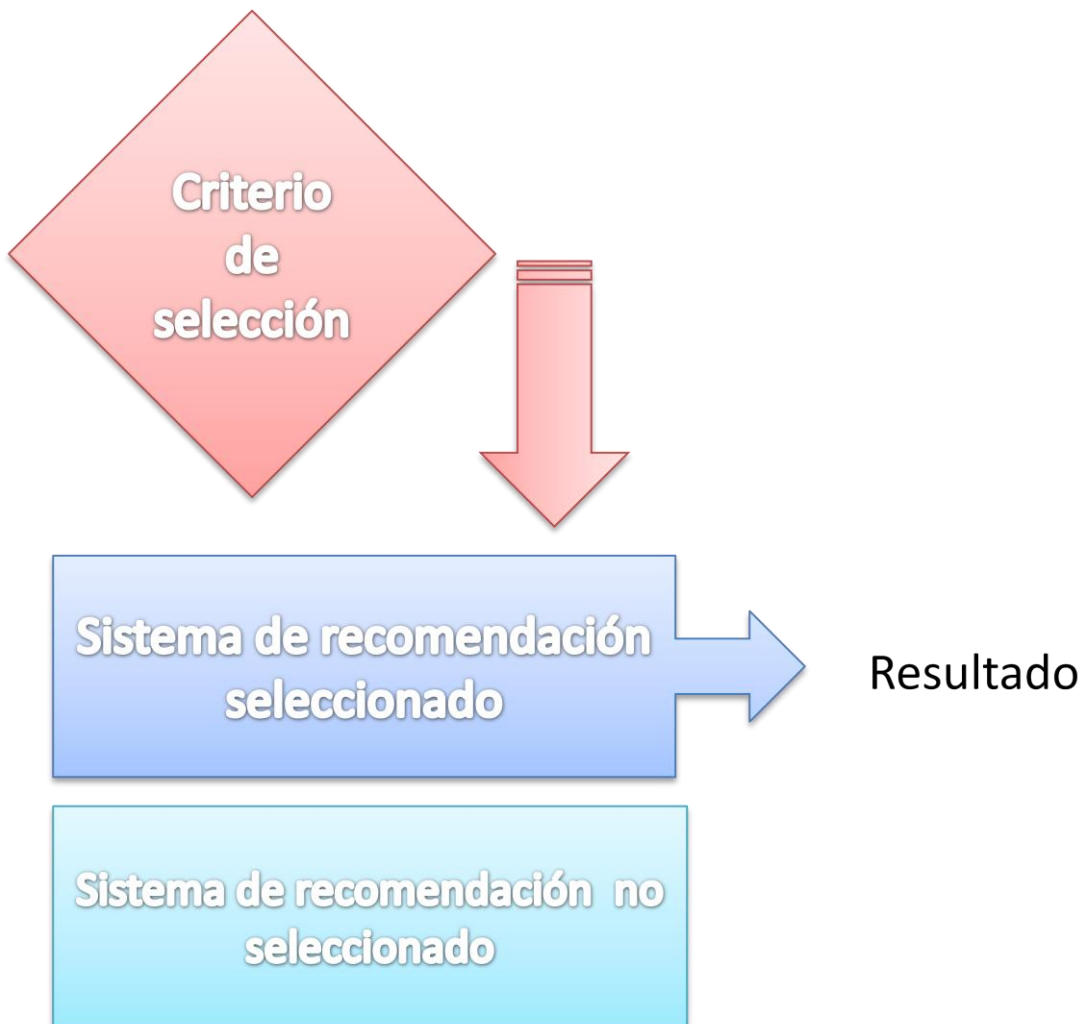 Criterio
de
selección
Sistema de recomendación
seleccionado
Resultado
Sistema de recomendación no
seleccionado